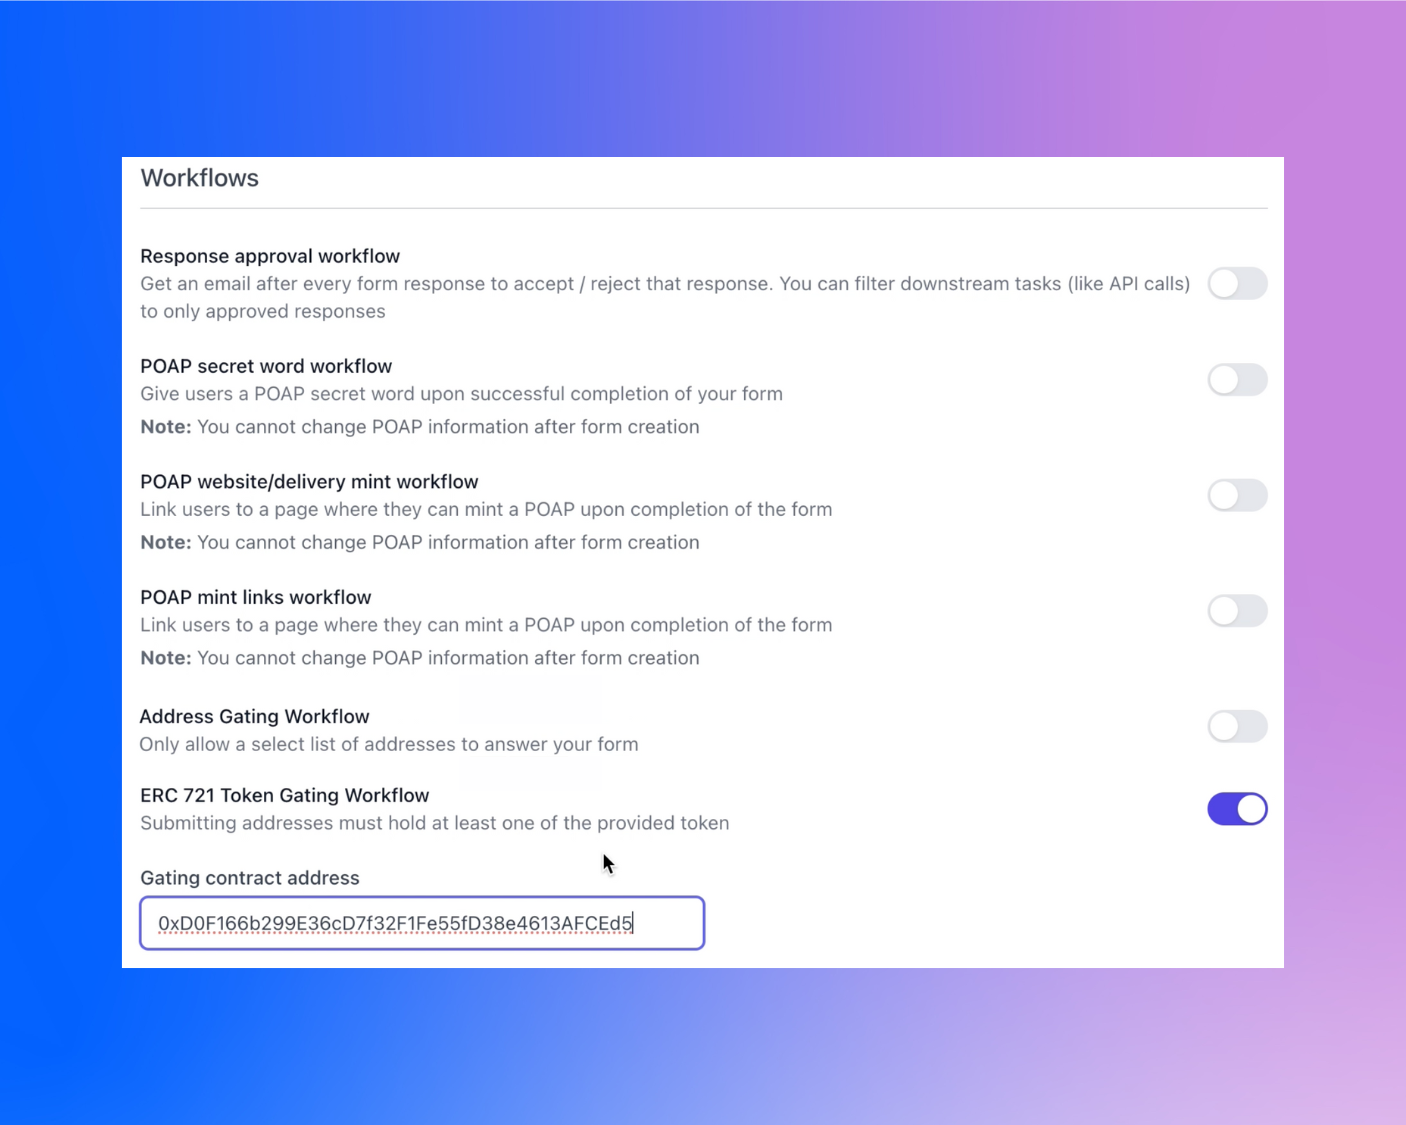 Workflows
Response approval workflow
Get an email after every form response to accept / reject that response. You can filter downstream tasks (like API calls)
to only approved responses
POAP secret word workflow
Give users a POAP secret word upon successful completion of your form
Note: You cannot change POAP information after form creation
POAP website/delivery mint workflow
Link users to a page where they can mint a POAP upon completion of the form
Note: You cannot change POAP information after form creation
POAP mint links workflow
Link users to a page where they can mint a POAP upon completion of the form
Note: You cannot change POAP information after form creation
Address Gating Workflow
Only allow a select list of addresses to answer your form
ERC 721 Token Gating Workflow
Submitting addresses must hold at least one of the provided token
Gating contract address
0xD0F166b299E36cD7f32F1Fe55fD38e4613AFCEd5